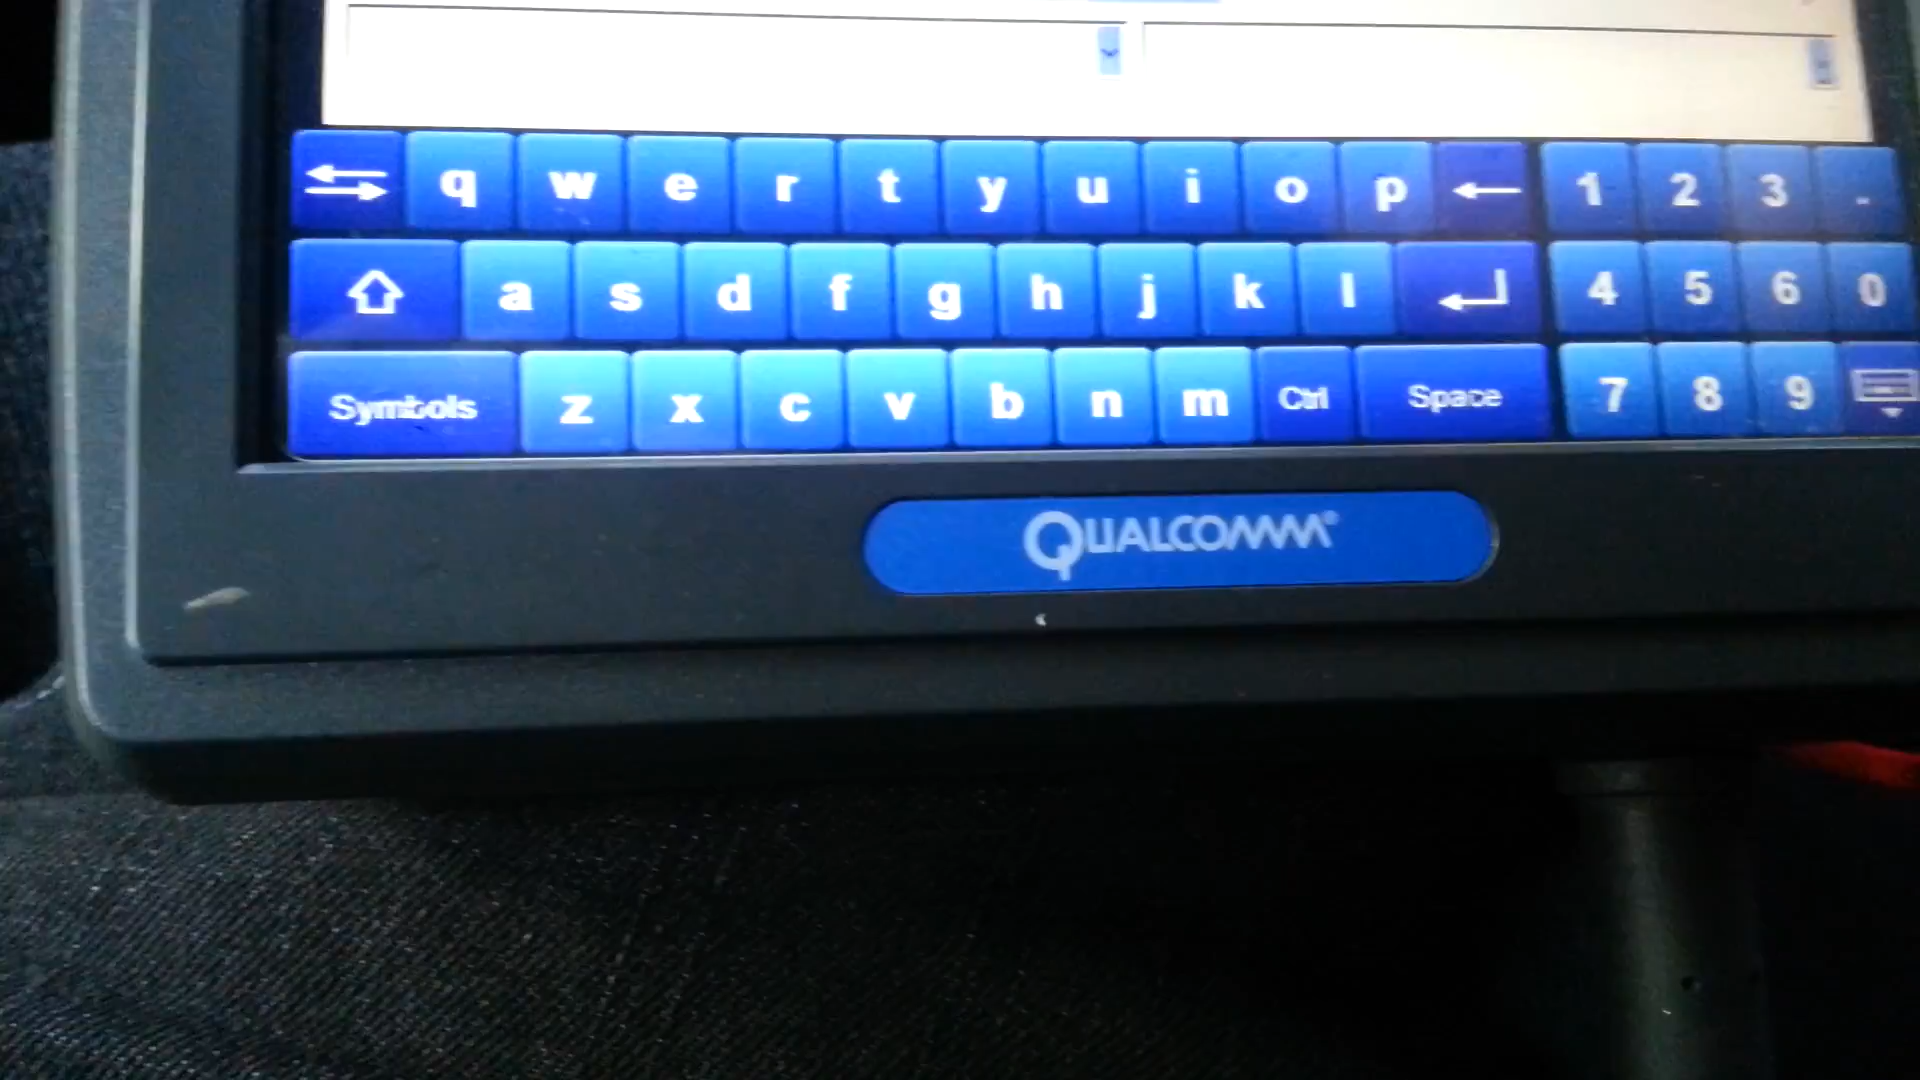 q w e r t y u i o p 1 2 3 .
a s d f g h j k l 4 5 6 0
Symbols z x c v b n m Ctrl Space 7 8 9
QUALCOMM®